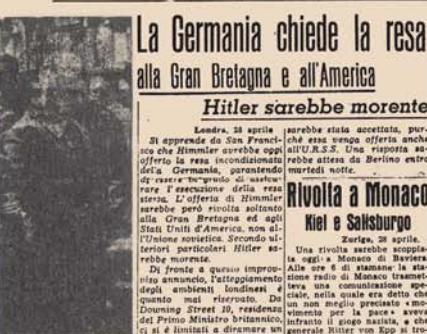 La Germania chiede la resa
alla Gran Bretagna e all'America
Hitler sarebbe morente
Londra, 28 aprile
Si apprende da San Franci-
sco che Himmler avrebbe oggi
offerto la resa incondizionata
della Germania, garantendo
di essere in grado di assicu-
rare l'esecuzione della resa
stessa. L'offerta di Himmler
sarebbe però rivolta soltanto
alla Gran Bretagna ed agli
Stati Uniti d'America, non al-
l'Unione sovietica. Secondo ul-
teriori particolari Hitler sa-
rebbe morente.
Di fronte a questo improv-
viso annuncio, l'atteggiamento
degli ambienti londinesi è
quanto mai riservato. Da
Downing Street 10, residenza
del Primo Ministro britannico,
ci si è limitati a diramare un
sarebbe stata accettata, pur-
chè essa venga offerta anche
all'U.R.S.S. Una risposta sa-
rebbe attesa da Berlino entro
martedì notte.
Rivolta a Monaco
Kiel e Salisburgo
Zurigo, 28 aprile.
Una rivolta sarebbe scoppia-
ta oggi a Monaco di Baviera.
Alle ore 6 di stamane la sta-
zione radio di Monaco trasmet-
teva una comunicazione spe-
ciale, nella quale era detto che
un non meglio precisato «mo-
vimento per la pace» aveva
infranto il giogo nazista, e che
generale Hitler von Epp si tro-